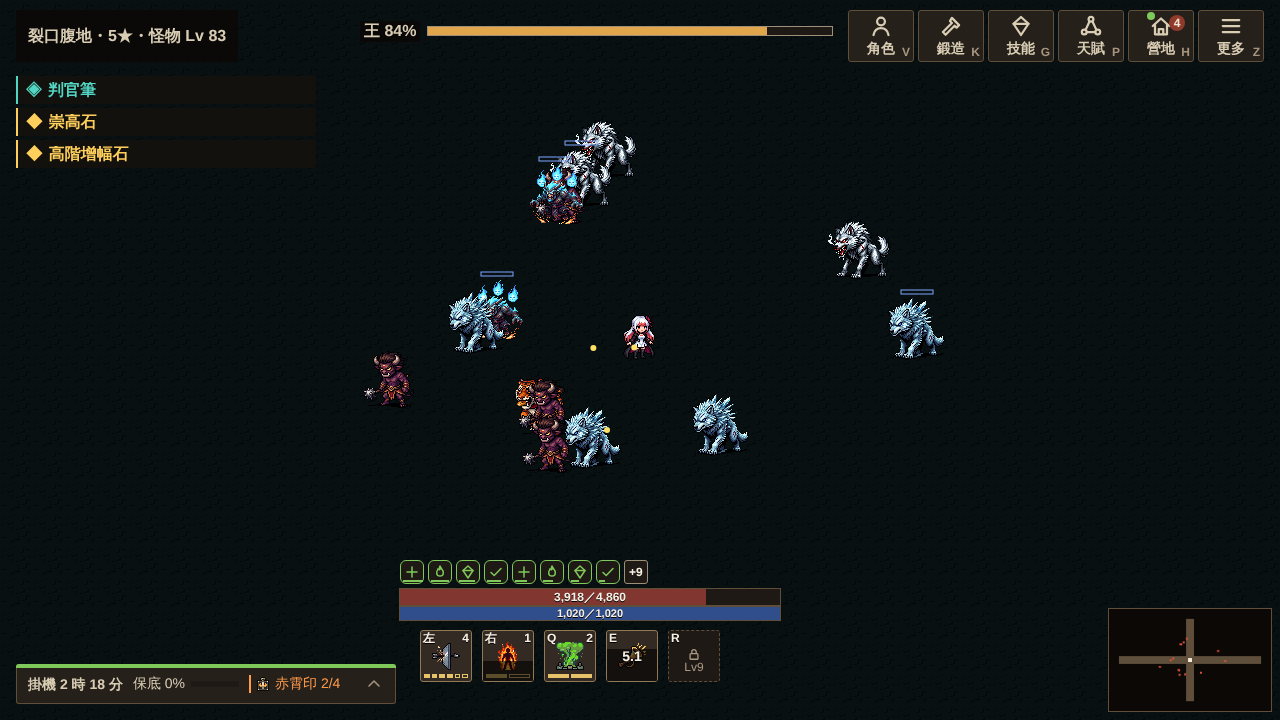 裂口腹地・5★・怪物 Lv 83
王 84%
角色 V
鍛造 K
技能 G
天賦 P
營地 H
4
更多 Z
判官筆
崇高石
高階增幅石
+9
3,918／4,860
1,020／1,020
左 4
右 1
Q 2
E 5.1
R Lv9
掛機 2 時 18 分 保底 0% 赤霄印 2/4